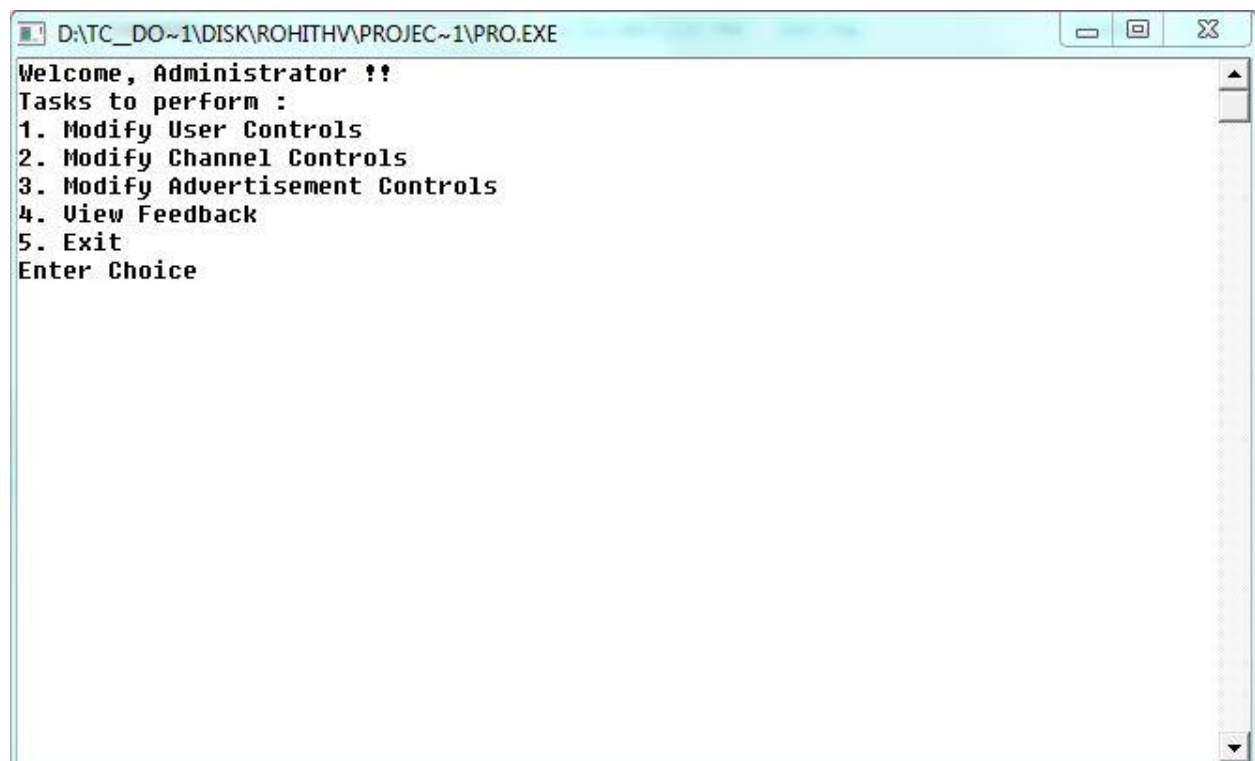 D:\TC_DO~1\DISK\ROHITHV\PROJEC~1\PRO.EXE
Welcome, Administrator !!
Tasks to perform :
1. Modify User Controls
2. Modify Channel Controls
3. Modify Advertisement Controls
4. View Feedback
5. Exit
Enter Choice